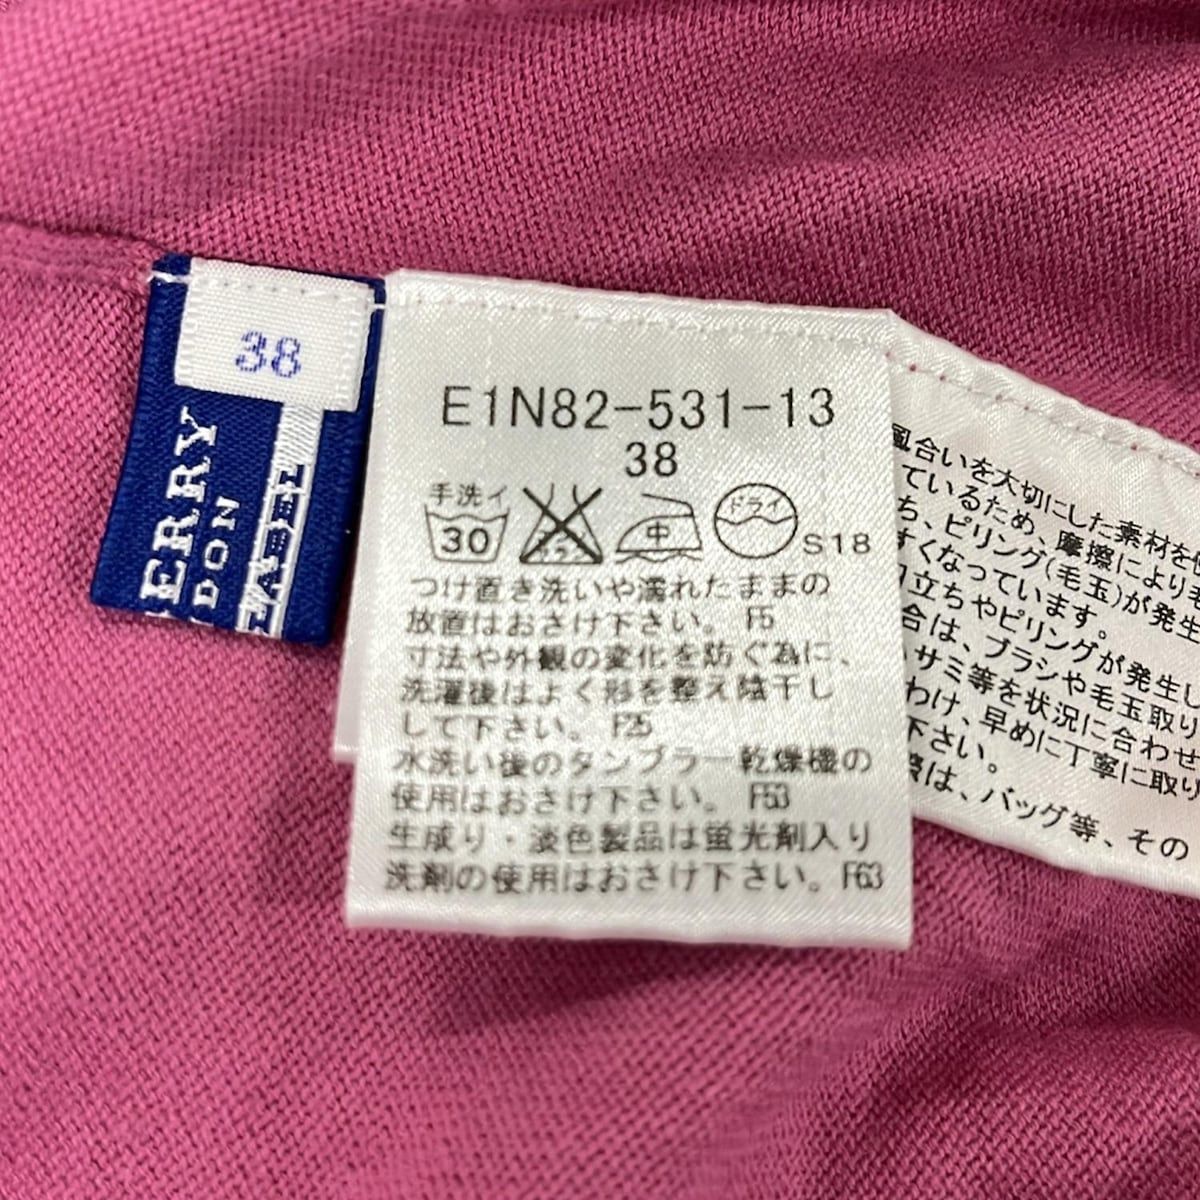 38
ERRY
DON
LABEL
E1N82-531-13
38
手洗イ
30
中
ドライ
S18
つけ置き洗いや濡れたままの
放置はおさけ下さい。 F5
寸法や外観の変化を防ぐ為に、
洗濯後はよく形を整え陰干し
して下さい。 F25
水洗い後のタンブラー乾燥機の
使用はおさけ下さい。 F53
生成り・淡色製品は蛍光剤入り
洗剤の使用はおさけ下さい。 F63
風合いを大切にした素材を使
ているため、摩擦により毛
ち、ピリング(毛玉)が発生
すくなっています。
立ちやピリングが発生し
合は、ブラシや毛玉取り
サミ等を状況に合わせ
わけ、早めに丁寧に取り
下さい。
は、バッグ等、その